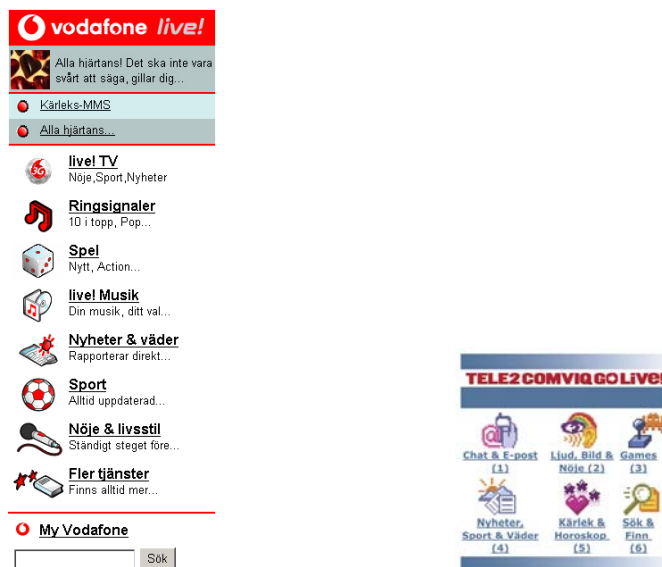 vodafone live!
Alla hjärtans! Det ska inte vara
svårt att säga, gillar dig...
Kärleks-MMS
Alla hjärtans...
3G
live! TV
Nöje,Sport,Nyheter
Ringsignaler
10 i topp, Pop...
Spel
Nytt, Action...
live! Musik
Din musik, ditt val...
Nyheter & väder
Rapporterar direkt...
Sport
Alltid uppdaterad...
Nöje & livsstil
Ständigt steget före...
Fler tjänster
Finns alltid mer...
My Vodafone
Sök
TELE2COMVIQ GO LiVE!
Chat & E-post
(1)
Ljud, Bild &
Nöje (2)
Games
(3)
Nyheter,
Sport & Väder
(4)
Kärlek &
Horoskop
(5)
Sök &
Finn
(6)